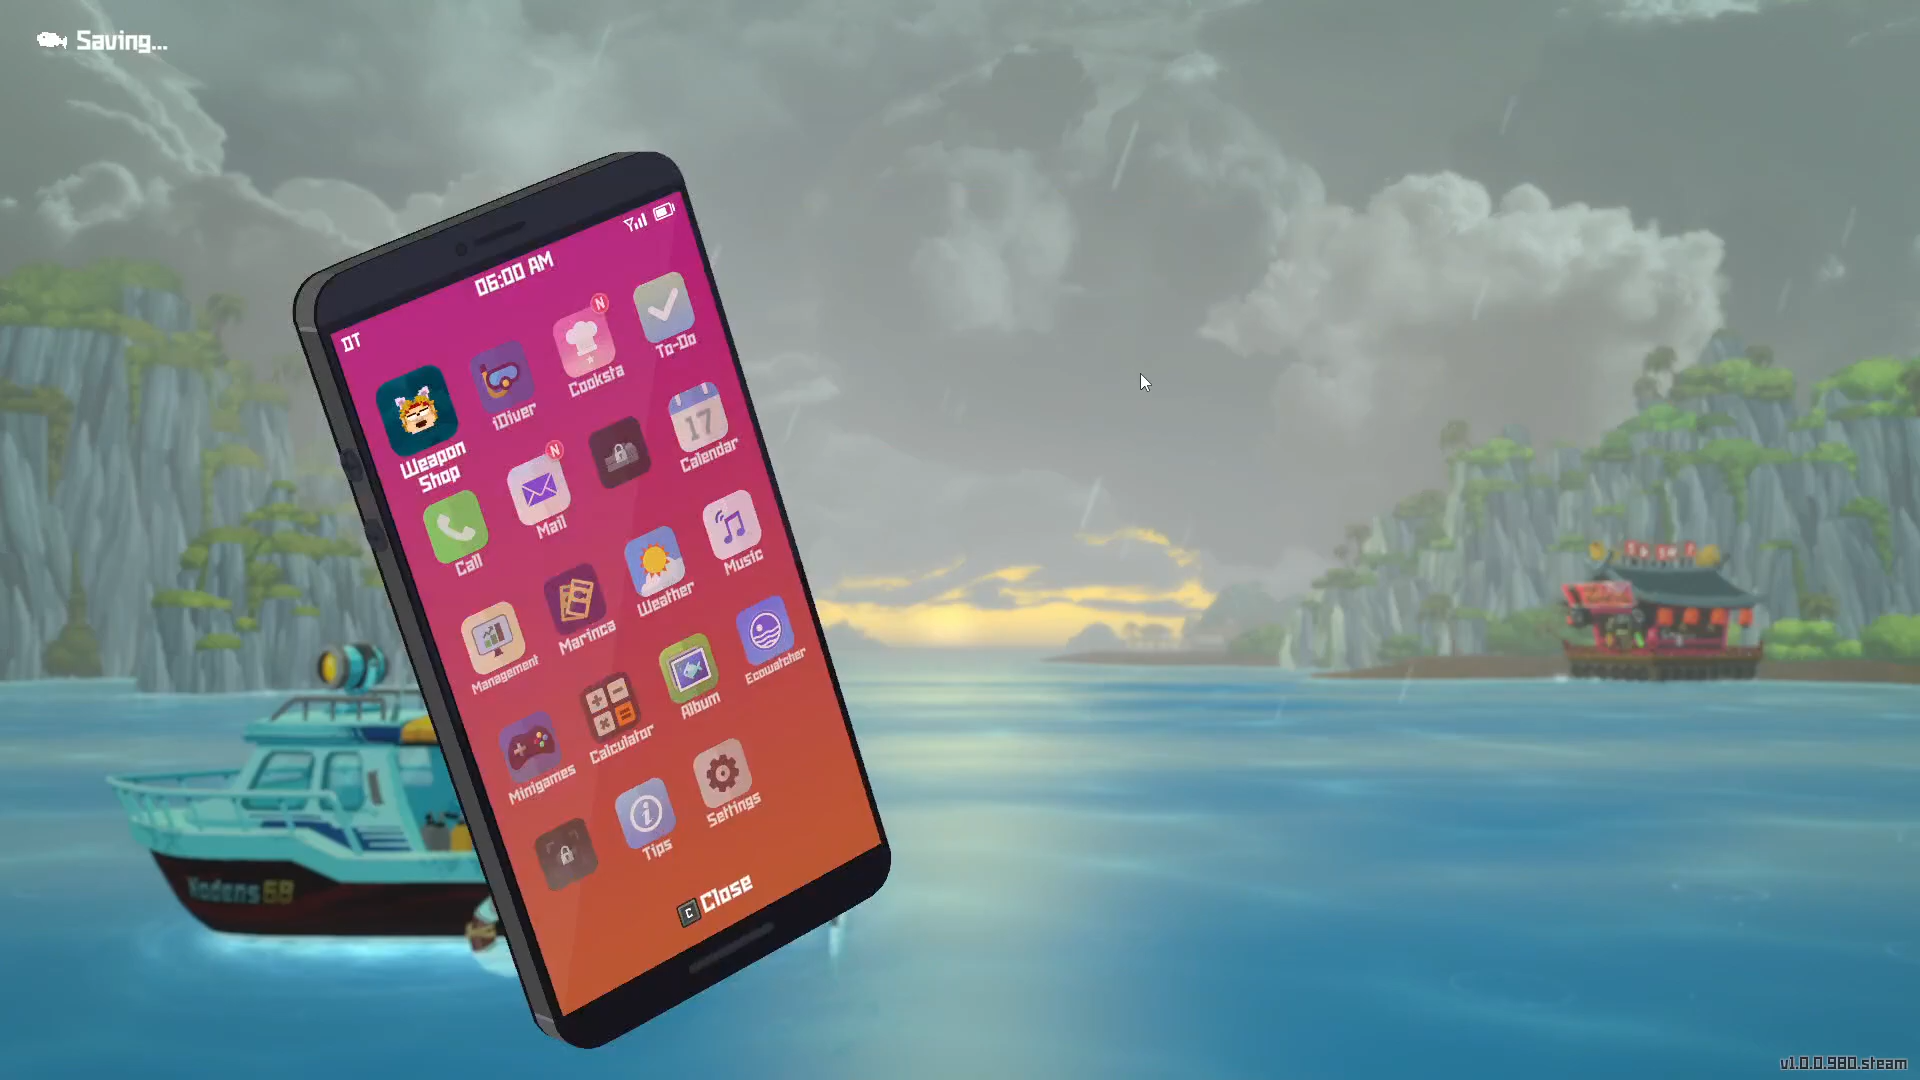 Saving...
DT
06:00 AM
Weapon
Shop
iDiver
N
Cooksta
To-Do
Call
N
Mail
17
Calendar
Management
Marinca
Weather
Music
Minigames
Calculator
Album
Ecowatcher
Tips
Settings
C Close
Nodens68
v1.0.0.980.steam